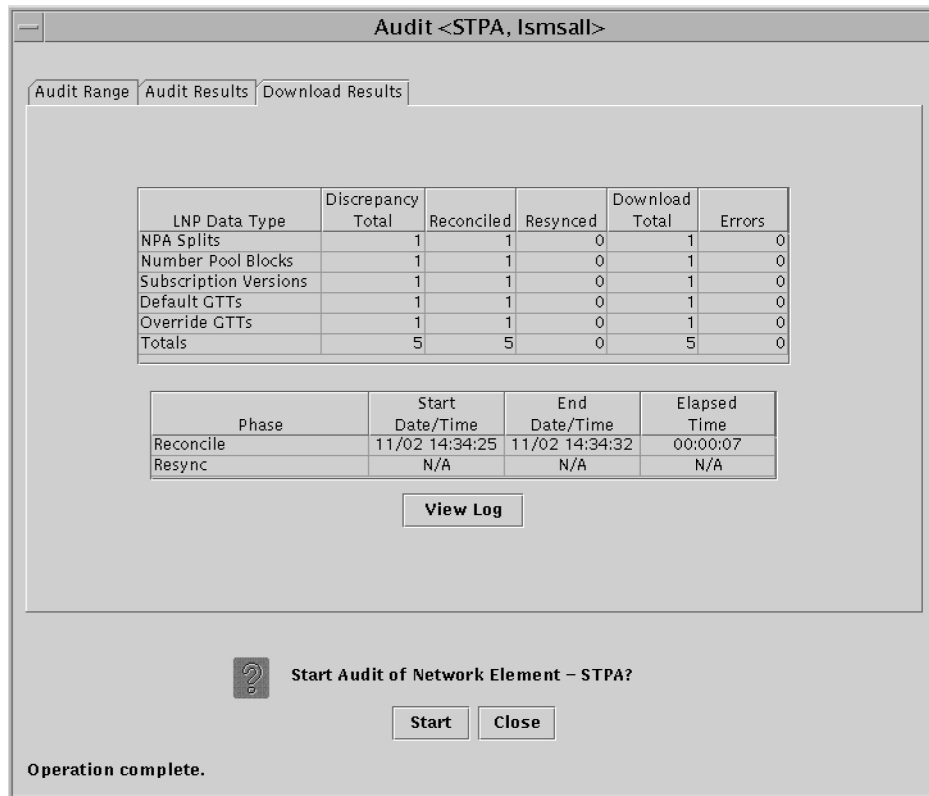 Audit <STPA, lsmsall>
Audit Range Audit Results Download Results
Discrepancy Download
LNP Data Type Total Reconciled Resynced Total Errors
NPA Splits 1 1 0 1 0
Number Pool Blocks 1 1 0 1 0
Subscription Versions 1 1 0 1 0
Default GTTs 1 1 0 1 0
Override GTTs 1 1 0 1 0
Totals 5 5 0 5 0
Start End Elapsed
Phase Date/Time Date/Time Time
Reconcile 11/02 14:34:25 11/02 14:34:32 00:00:07
Resync N/A N/A N/A
View Log
? Start Audit of Network Element – STPA?
Start Close
Operation complete.